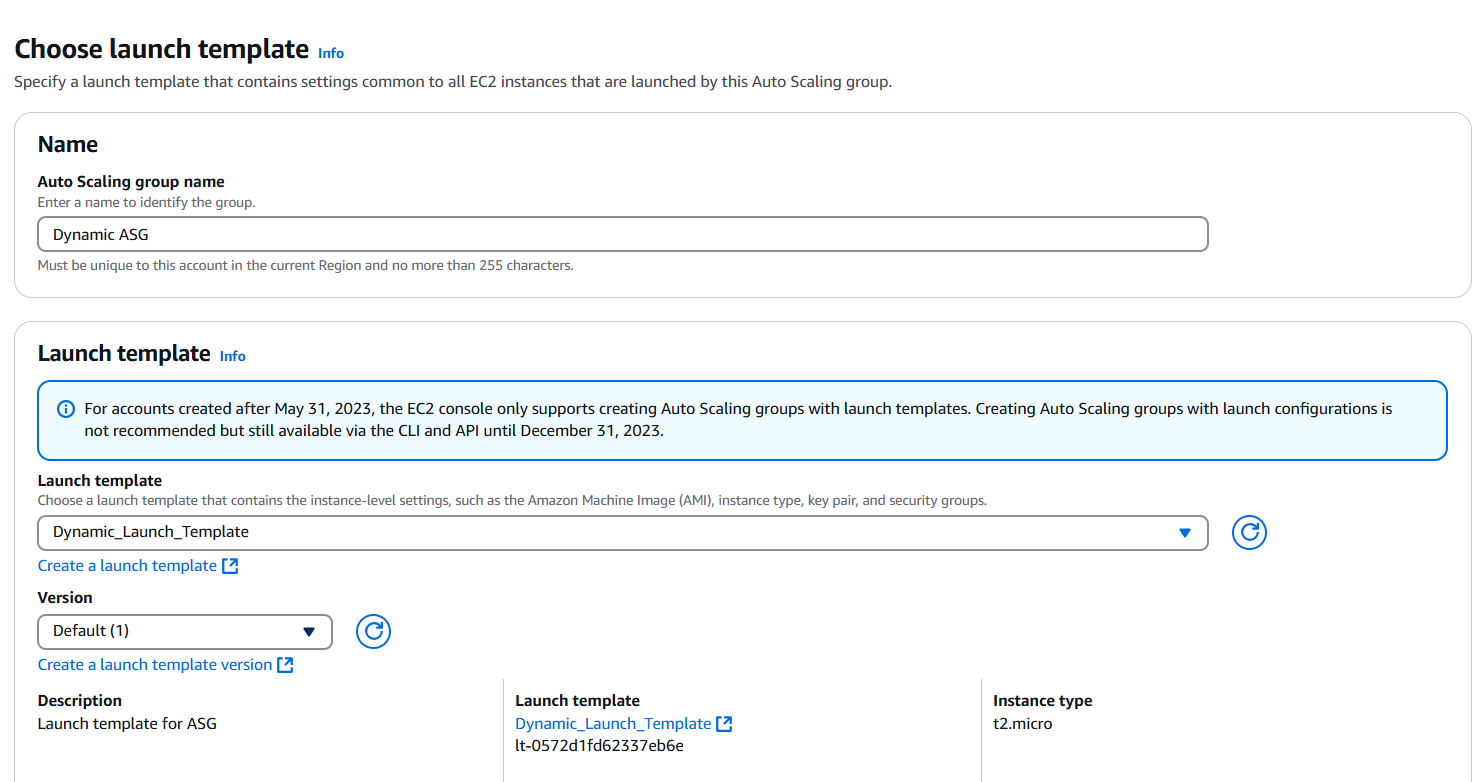 Choose launch template Info
Specify a launch template that contains settings common to all EC2 instances that are launched by this Auto Scaling group.
Name
Auto Scaling group name
Enter a name to identify the group.
Dynamic ASG
Must be unique to this account in the current Region and no more than 255 characters.
Launch template Info
For accounts created after May 31, 2023, the EC2 console only supports creating Auto Scaling groups with launch templates. Creating Auto Scaling groups with launch configurations is
not recommended but still available via the CLI and API until December 31, 2023.
Launch template
Choose a launch template that contains the instance-level settings, such as the Amazon Machine Image (AMI), instance type, key pair, and security groups.
Dynamic_Launch_Template
Create a launch template
Version
Default (1)
Create a launch template version
Description
Launch template for ASG
Launch template
Dynamic_Launch_Template
lt-0572d1fd62337eb6e
Instance type
t2.micro